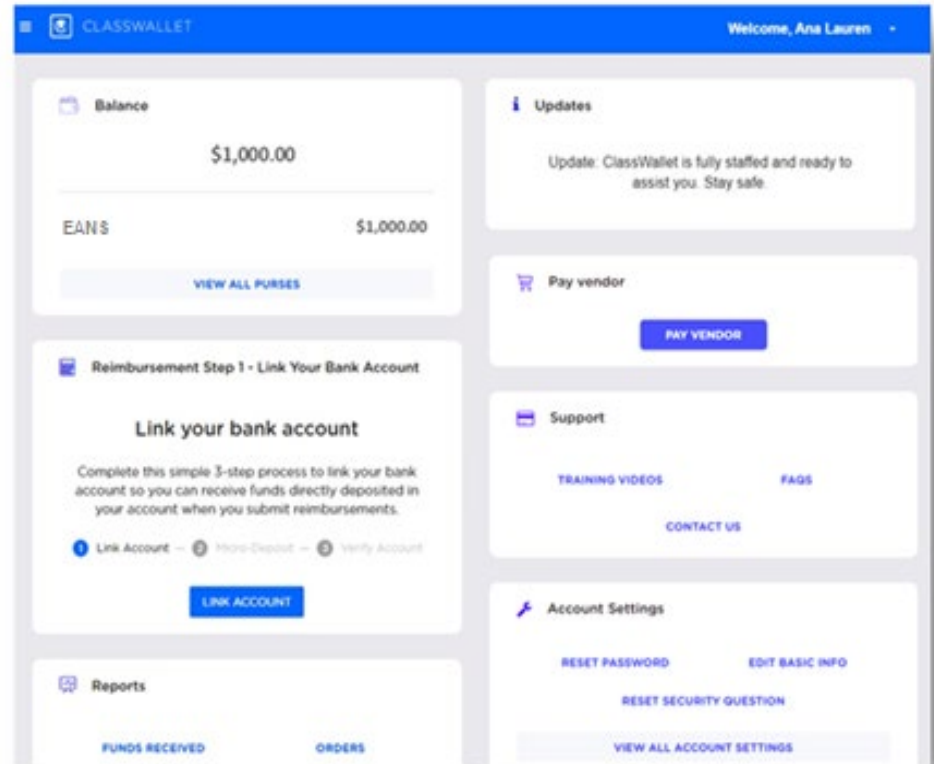 CLASSWALLET
Welcome, Ana Lauren
Balance
$1,000.00
EANS
$1,000.00
VIEW ALL PURSES
Reimbursement Step 1 - Link Your Bank Account
Link your bank account
Complete this simple 3-step process to link your bank
account so you can receive funds directly deposited in
your account when you submit reimbursements.
1 Link Account – 2 Micro-Deposit – 3 Verify Account
LINK ACCOUNT
Reports
FUNDS RECEIVED
ORDERS
Updates
Update: ClassWallet is fully staffed and ready to
assist you. Stay safe.
Pay vendor
PAY VENDOR
Support
TRAINING VIDEOS
FAQS
CONTACT US
Account Settings
RESET PASSWORD
EDIT BASIC INFO
RESET SECURITY QUESTION
VIEW ALL ACCOUNT SETTINGS